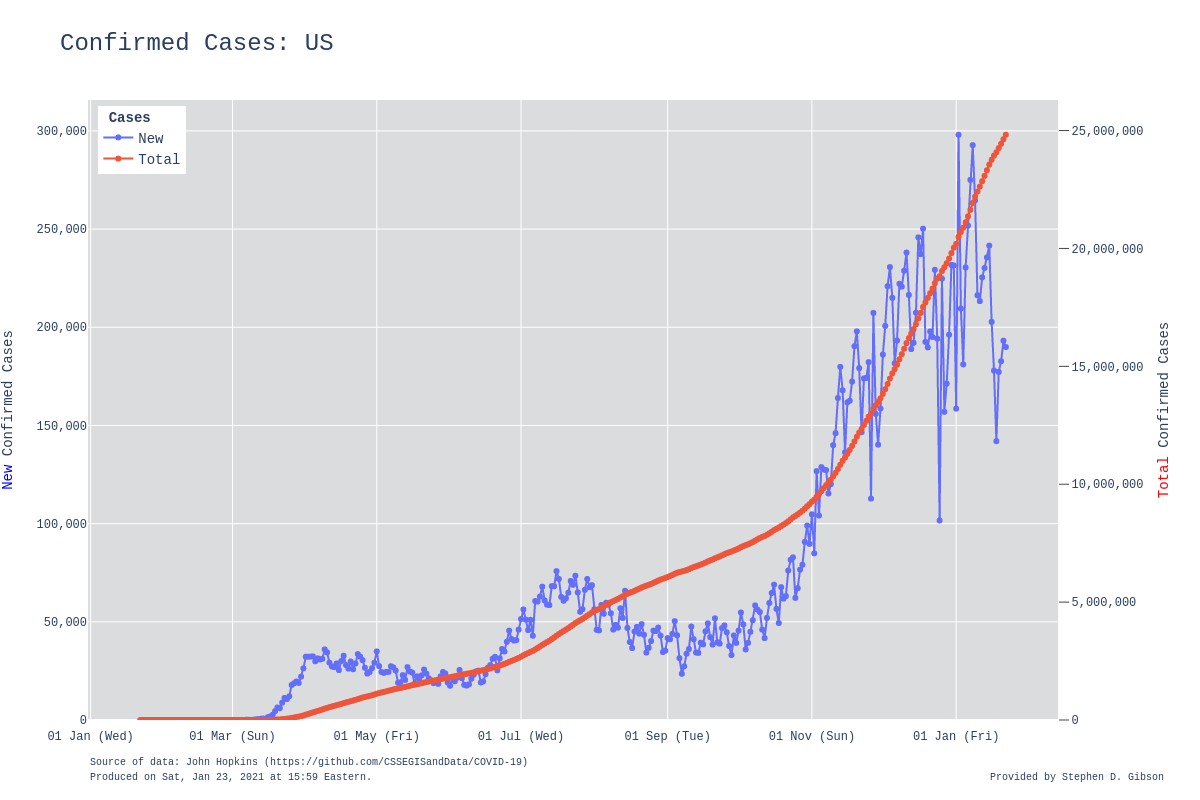 Confirmed Cases: US
Cases
New
Total
300,000
250,000
200,000
150,000
100,000
50,000
0
25,000,000
20,000,000
15,000,000
10,000,000
5,000,000
0
New Confirmed Cases
Total Confirmed Cases
01 Jan (Wed) 01 Mar (Sun) 01 May (Fri) 01 Jul (Wed) 01 Sep (Tue) 01 Nov (Sun) 01 Jan (Fri)
Source of data: John Hopkins (https://github.com/CSSEGISandData/COVID-19)
Produced on Sat, Jan 23, 2021 at 15:59 Eastern.
Provided by Stephen D. Gibson